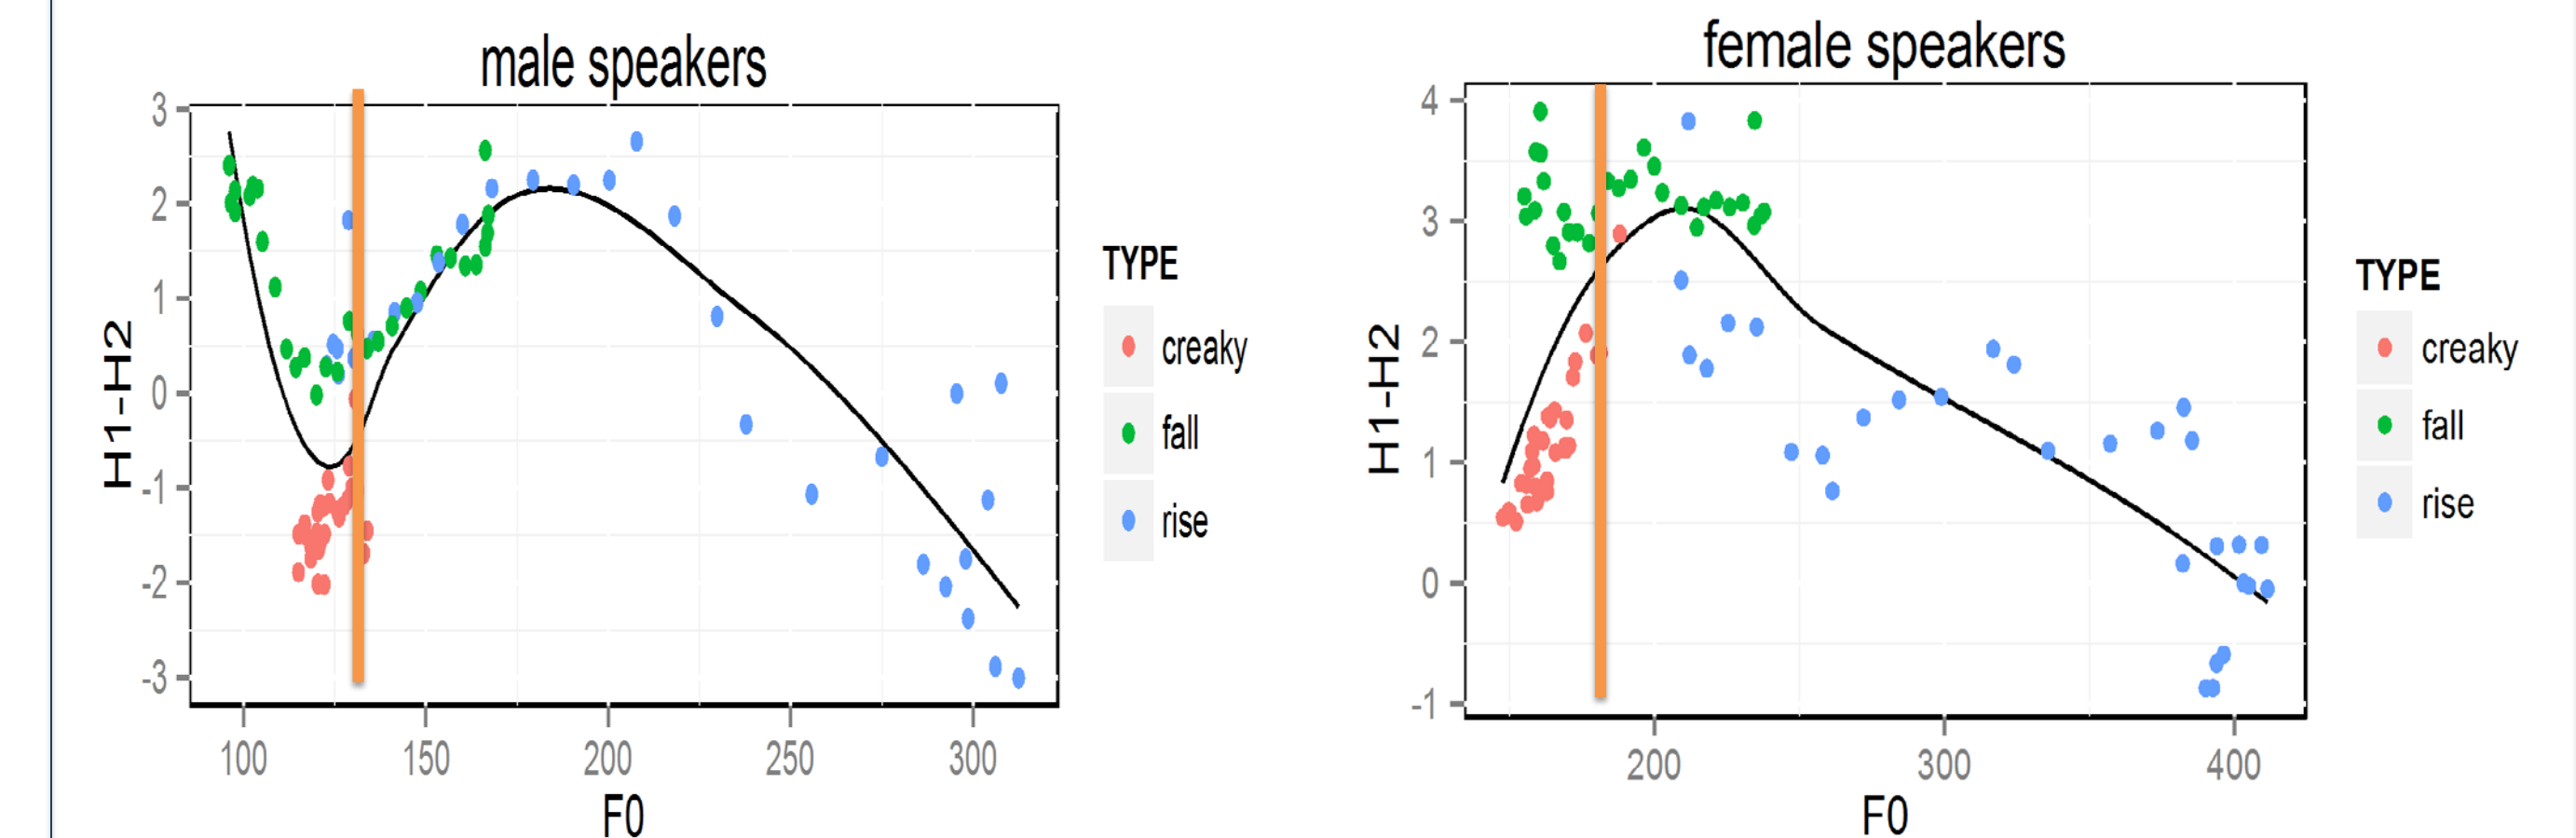 male speakers
3
2
1
0
-1
-2
-3
H1-H2
100 150 200 250 300
F0
TYPE
creaky
fall
rise
female speakers
4
3
2
1
0
-1
H1-H2
200 300 400
F0
TYPE
creaky
fall
rise